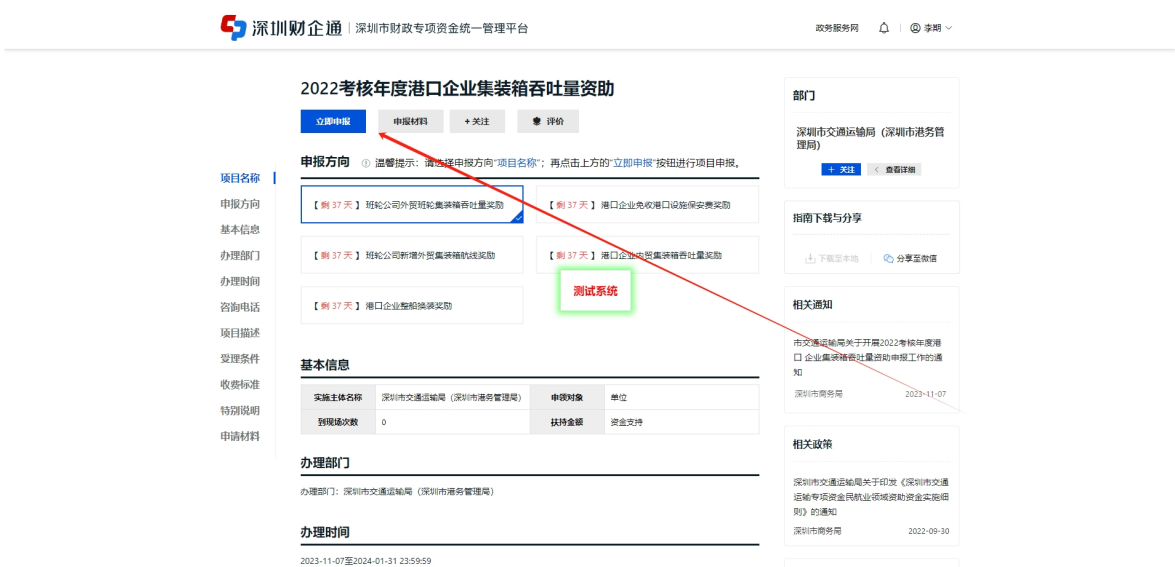 深圳财企通 深圳市财政专项资金统一管理平台
政务服务网 李期
2022考核年度港口企业集装箱吞吐量资助
立即申报 申报材料 +关注 评价
申报方向 温馨提示：请选择申报方向“项目名称”；再点击上方的“立即申报”按钮进行项目申报。
项目名称
申报方向
基本信息
办理部门
办理时间
咨询电话
项目描述
受理条件
收费标准
特别说明
申请材料
【剩 37 天】班轮公司外贸班轮集装箱吞吐量奖励
【剩 37 天】港口企业免收港口设施保安费奖励
【剩 37 天】班轮公司新增外贸集装箱航线奖励
【剩 37 天】港口企业内贸集装箱吞吐量奖励
【剩 37 天】港口企业整船换装奖励
测试系统
基本信息
实施主体名称 深圳市交通运输局（深圳市港务管理局） 申领对象 单位
到现场次数 0 扶持金额 资金支持
办理部门
办理部门：深圳市交通运输局（深圳市港务管理局）
办理时间
2023-11-07至2024-01-31 23:59:59
部门
深圳市交通运输局（深圳市港务管
理局）
+ 关注 < 查看详细
指南下载与分享
下载至本地 分享至微信
相关通知
市交通运输局关于开展2022考核年度港
口 企业集装箱吞吐量资助申报工作的通
知
深圳市商务局 2023-11-07
相关政策
深圳市交通运输局关于印发《深圳市交通
运输专项资金民航业领域资助资金实施细
则》的通知
深圳市商务局 2022-09-30